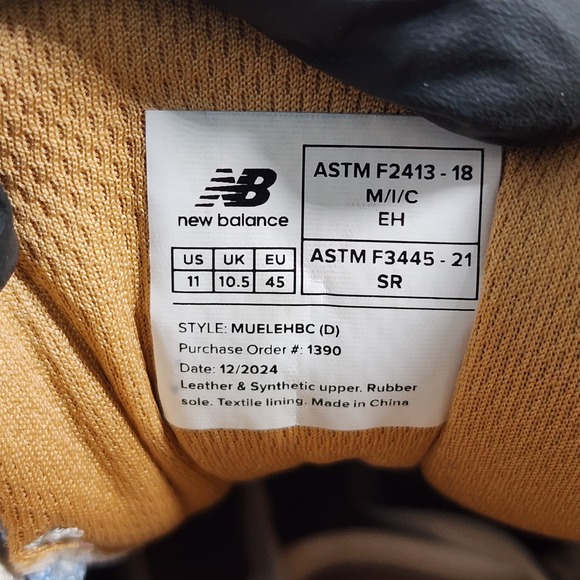 NB
new balance
US UK EU
11 10.5 45
ASTM F2413 - 18
M/I/C
EH
ASTM F3445 - 21
SR
STYLE: MUELEHBC (D)
Purchase Order #: 1390
Date: 12/2024
Leather & Synthetic upper. Rubber
sole. Textile lining. Made in China